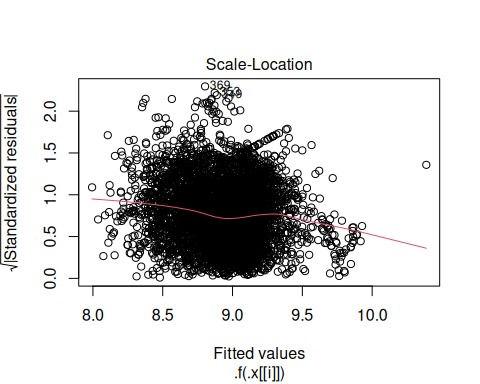 Scale-Location
√|Standardized residuals|
2.0
1.5
1.0
0.5
0.0
369
8.0 8.5 9.0 9.5 10.0
Fitted values
.f(.x[[i]])